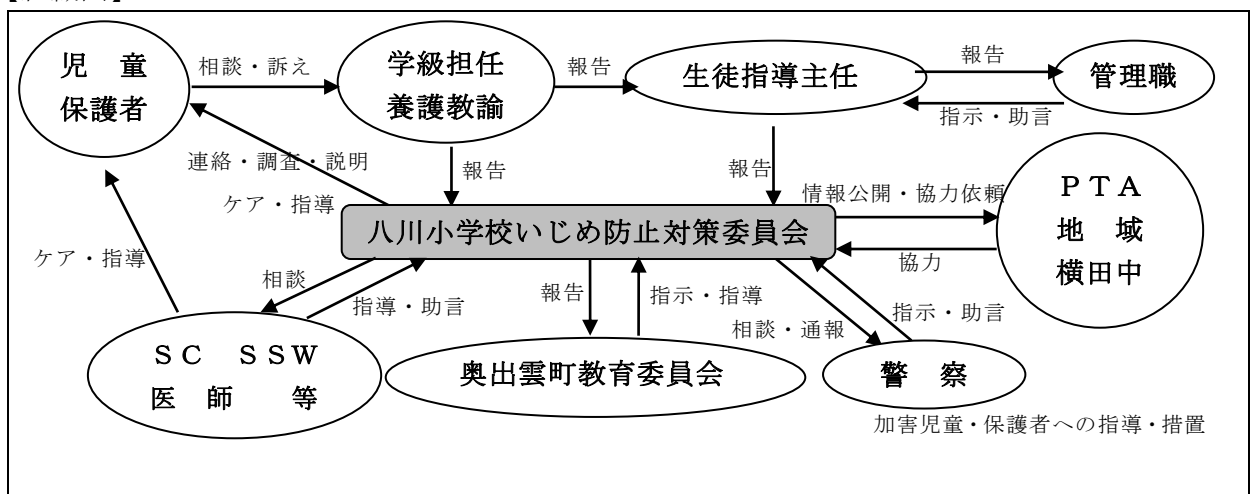 児　童
保護者
相談・訴え
学級担任
養護教諭
報告
生徒指導主任
報告
管理職
指示・助言
連絡・調査・説明
ケア・指導
報告
報告
情報公開・協力依頼
ＰＴＡ
地　域
横田中
協力
八川小学校いじめ防止対策委員会
ケア・指導
相談
指導・助言
報告
指示・指導
相談・通報
指示・助言
ＳＣ　ＳＳＷ
医　師　　等
奥出雲町教育委員会
警　察
加害児童・保護者への指導・措置